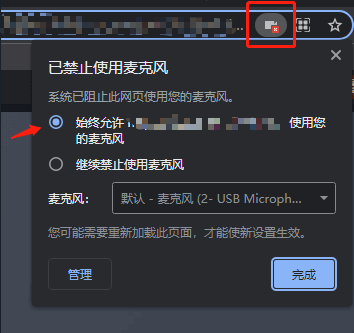 已禁止使用麦克风
系统已阻止此网页使用您的麦克风。
始终允许 使用您
的麦克风
继续禁止使用麦克风
麦克风： 默认 - 麦克风 (2- USB Microph...
您可能需要重新加载此页面，才能使新设置生效。
管理 完成